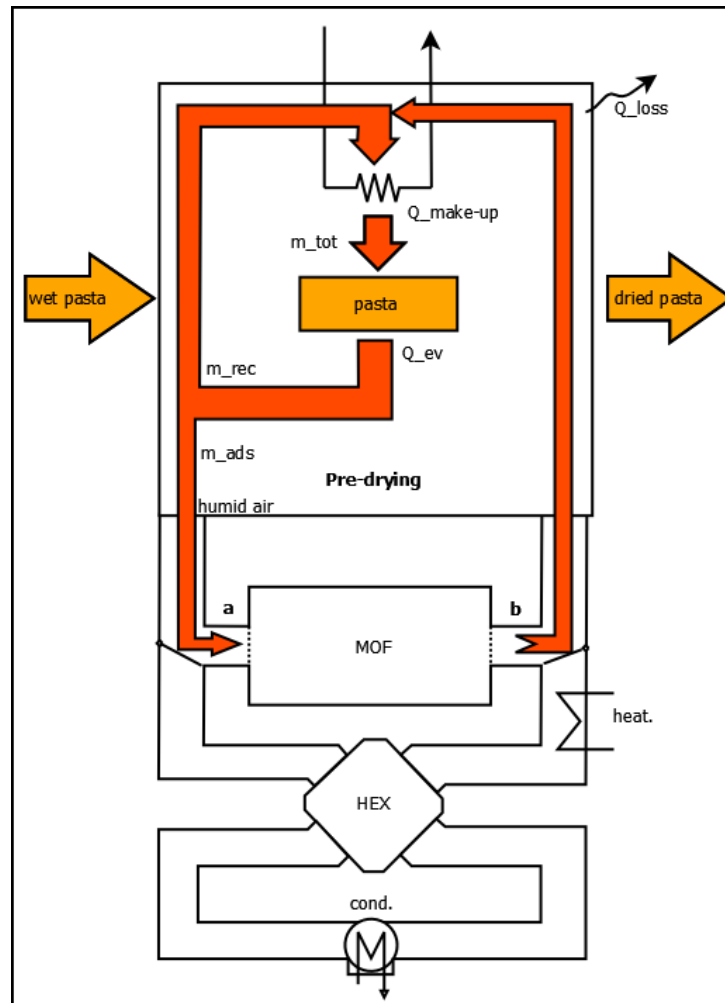 Q_loss
Q_make-up
m_tot
wet pasta
pasta
dried pasta
Q_ev
m_rec
m_ads
Pre-drying
humid air
a
b
MOF
heat.
HEX
cond.